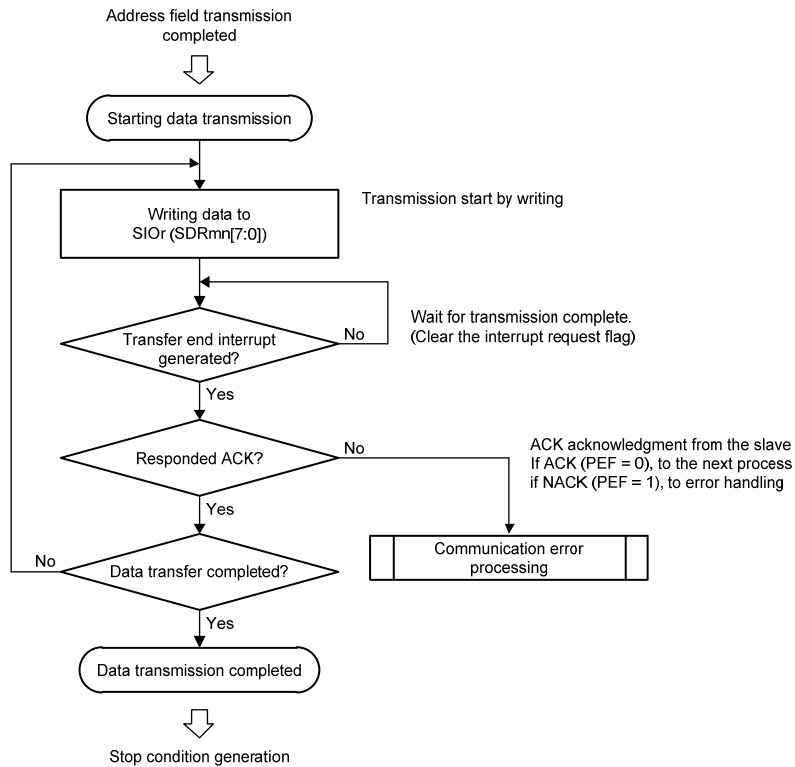 Address field transmission
completed
Starting data transmission
Writing data to
SIOr (SDRmn[7:0])
Transmission start by writing
Transfer end interrupt
generated?
No
Wait for transmission complete.
(Clear the interrupt request flag)
Yes
Responded ACK?
No
ACK acknowledgment from the slave
If ACK (PEF = 0), to the next process
if NACK (PEF = 1), to error handling
Yes
Communication error
processing
No
Data transfer completed?
Yes
Data transmission completed
Stop condition generation